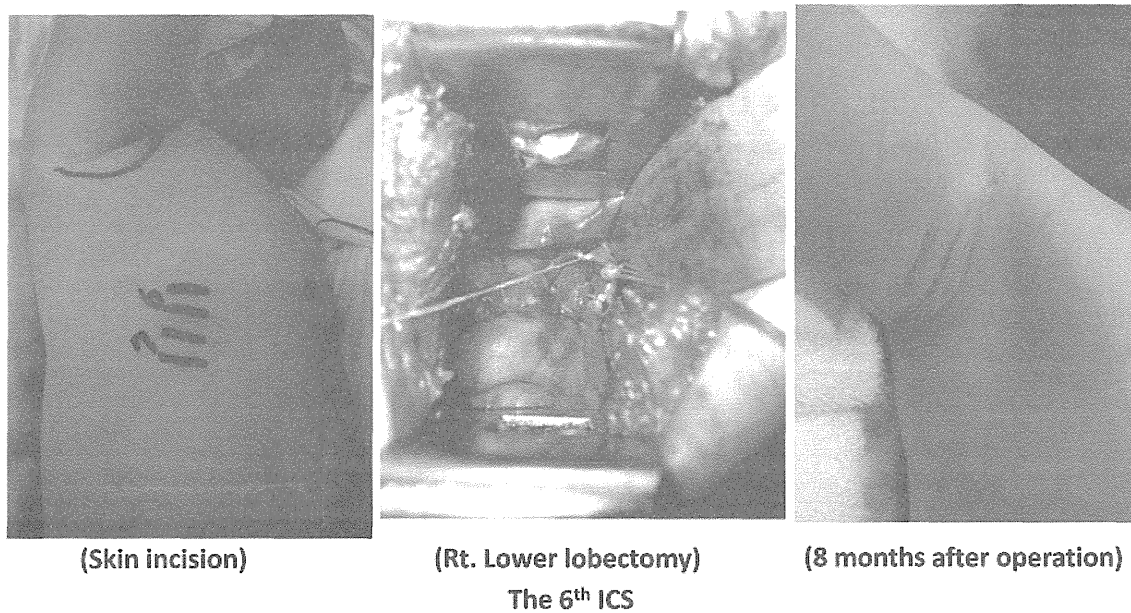 (Skin incision)
(Rt. Lower lobectomy)
(8 months after operation)
The 6th ICS